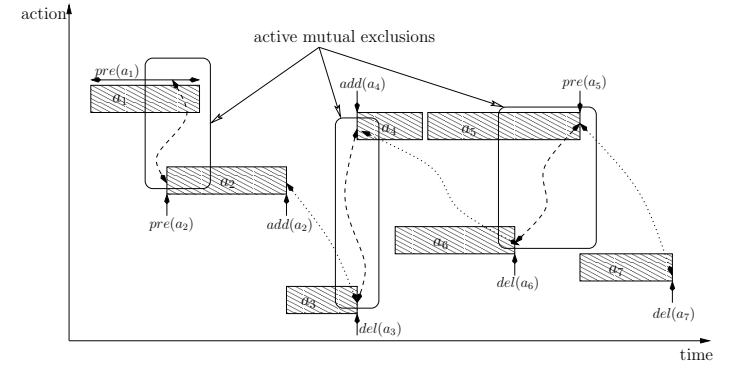 action
active mutual exclusions
pre(a₁)
add(a₄)
pre(a₅)
a₁
a₄
a₅
a₂
pre(a₂)
add(a₂)
a₆
a₇
del(a₆)
a₃
del(a₇)
del(a₃)
time